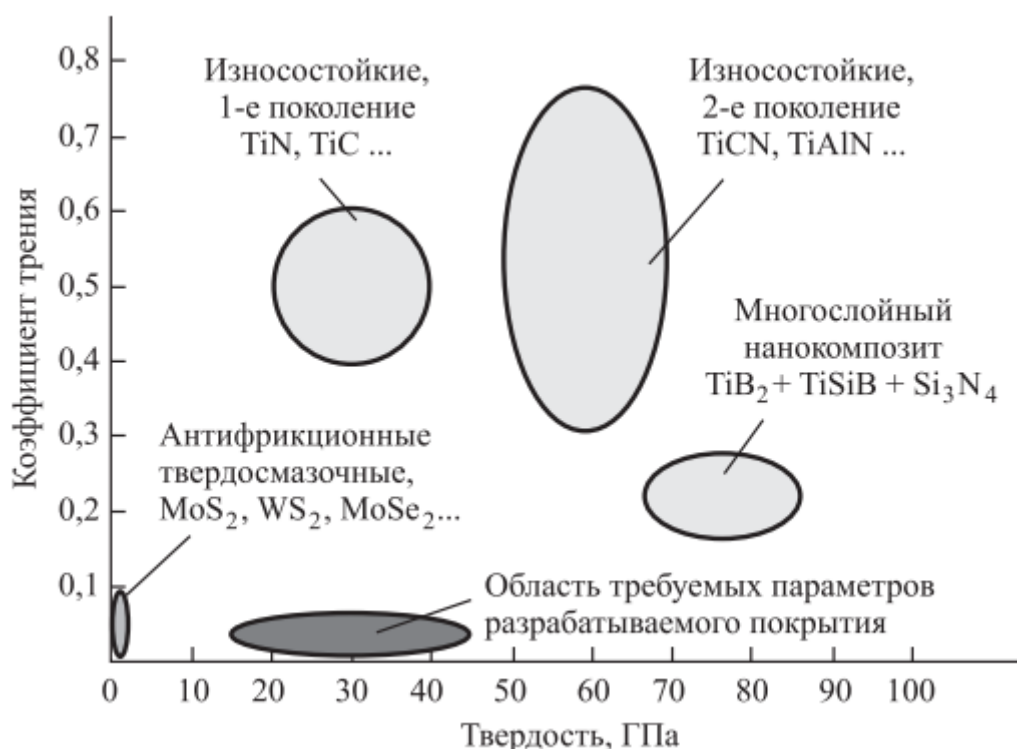 Коэффициент трения
0,8
0,7
0,6
0,5
0,4
0,3
0,2
0,1
Износостойкие,
1-е поколение
TiN, TiC ...
Износостойкие,
2-е поколение
TiCN, TiAlN ...
Многослойный
нанокомпозит
TiB₂ + TiSiB + Si₃N₄
Антифрикционные
твердосмазочные,
MoS₂, WS₂, MoSe₂...
Область требуемых параметров
разрабатываемого покрытия
0 10 20 30 40 50 60 70 80 90 100
Твердость, ГПа